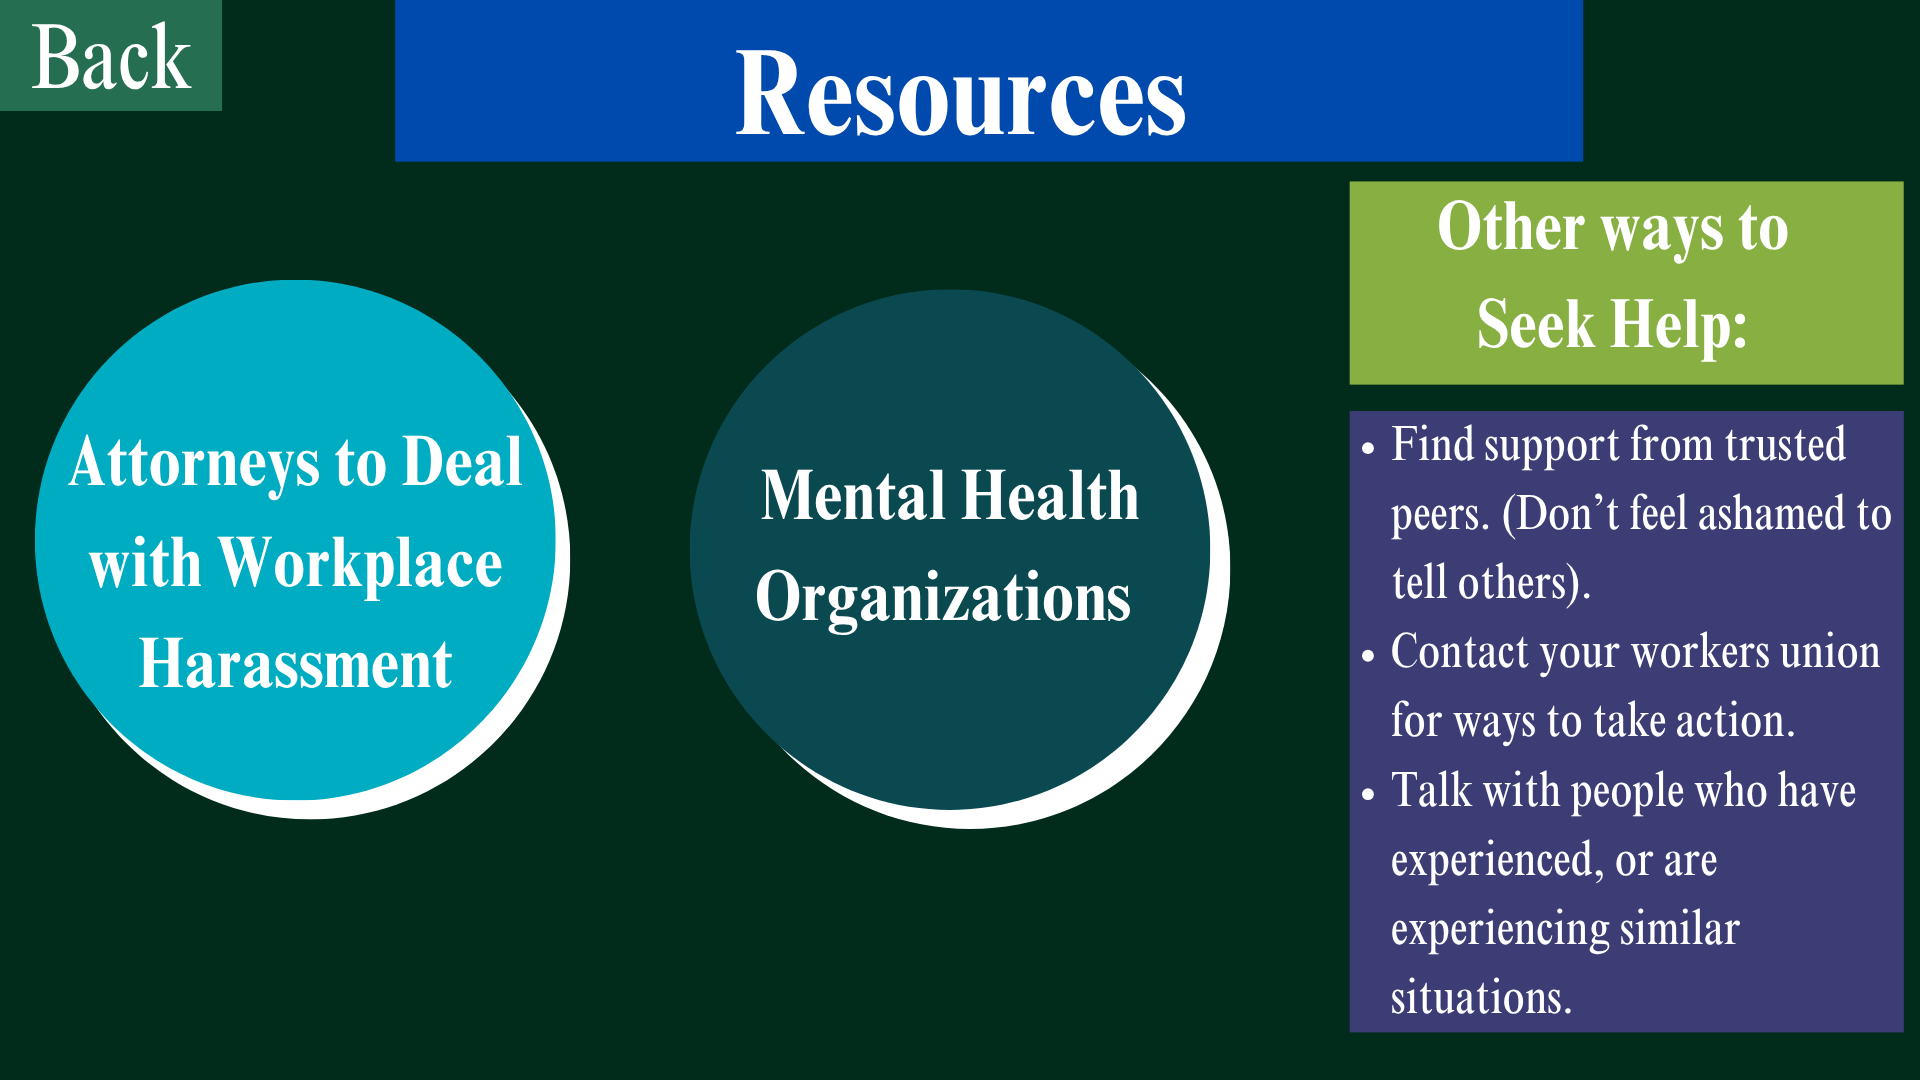 Back
Resources
Attorneys to Deal
with Workplace
Harassment
Mental Health
Organizations
Other ways to
Seek Help:
• Find support from trusted
peers. (Don’t feel ashamed to
tell others).
• Contact your workers union
for ways to take action.
• Talk with people who have
experienced, or are
experiencing similar
situations.